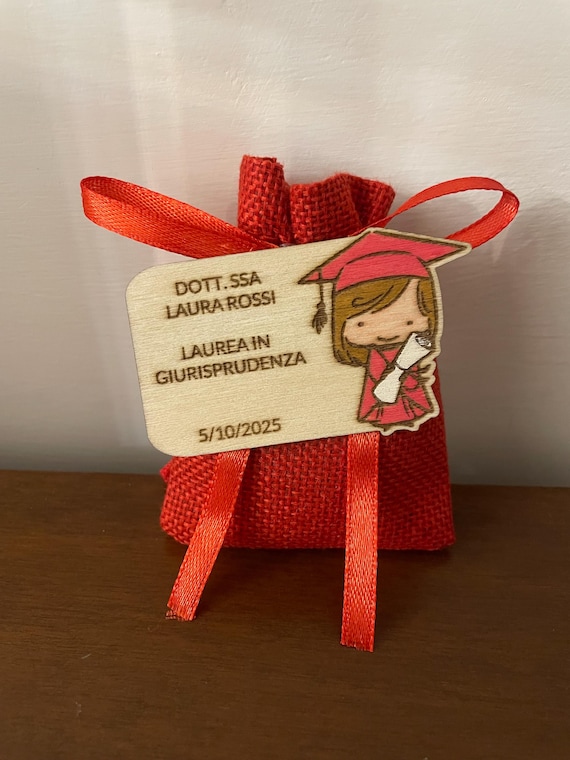 DOTT. SSA
LAURA ROSSI
LAUREA IN
GIURISPRUDENZA
5/10/2025